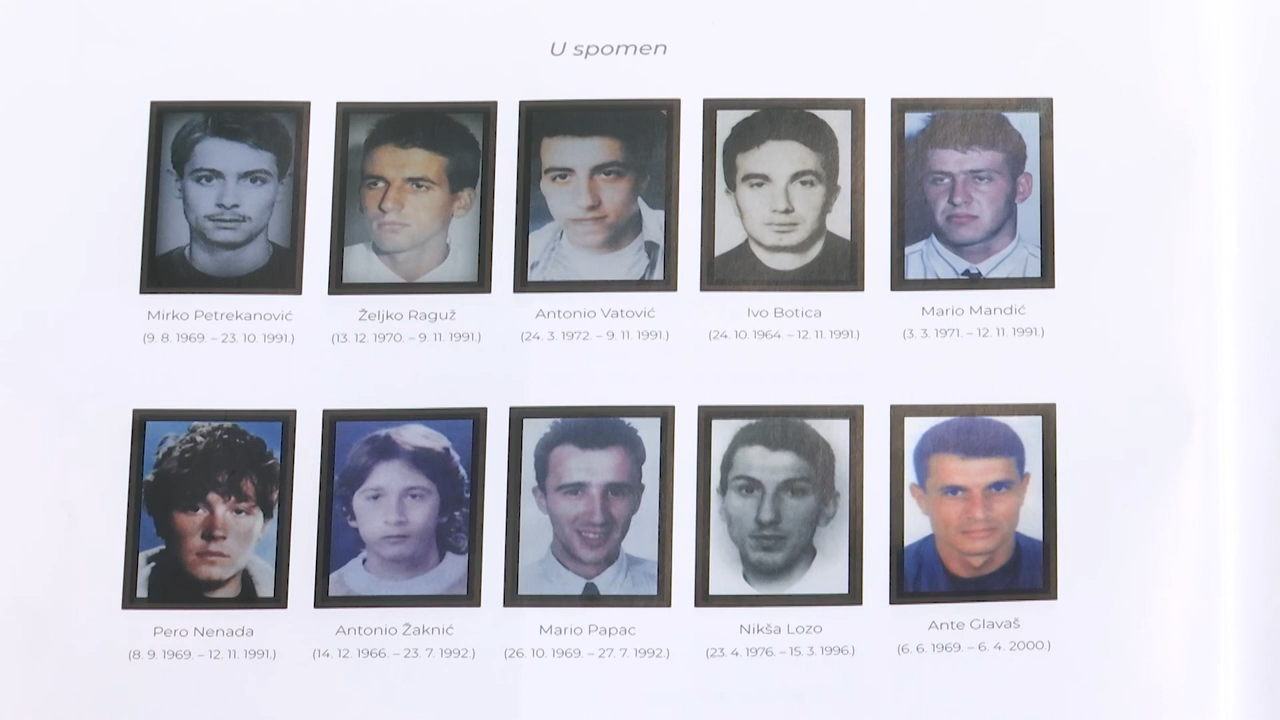 U spomen
Mirko Petrekanović
(9. 8. 1969. – 23. 10. 1991.)
Željko Raguž
(13. 12. 1970. – 9. 11. 1991.)
Antonio Vatović
(24. 3. 1972. – 9. 11. 1991.)
Ivo Botica
(24. 10. 1964. – 12. 11. 1991.)
Mario Mandić
(3. 3. 1971. – 12. 11. 1991.)
Pero Nenada
(8. 9. 1969. – 12. 11. 1991.)
Antonio Žaknić
(14. 12. 1966. – 23. 7. 1992.)
Mario Papac
(26. 10. 1969. – 27. 7. 1992.)
Nikša Lozo
(23. 4. 1976. – 15. 3. 1996.)
Ante Glavaš
(6. 6. 1969. – 6. 4. 2000.)